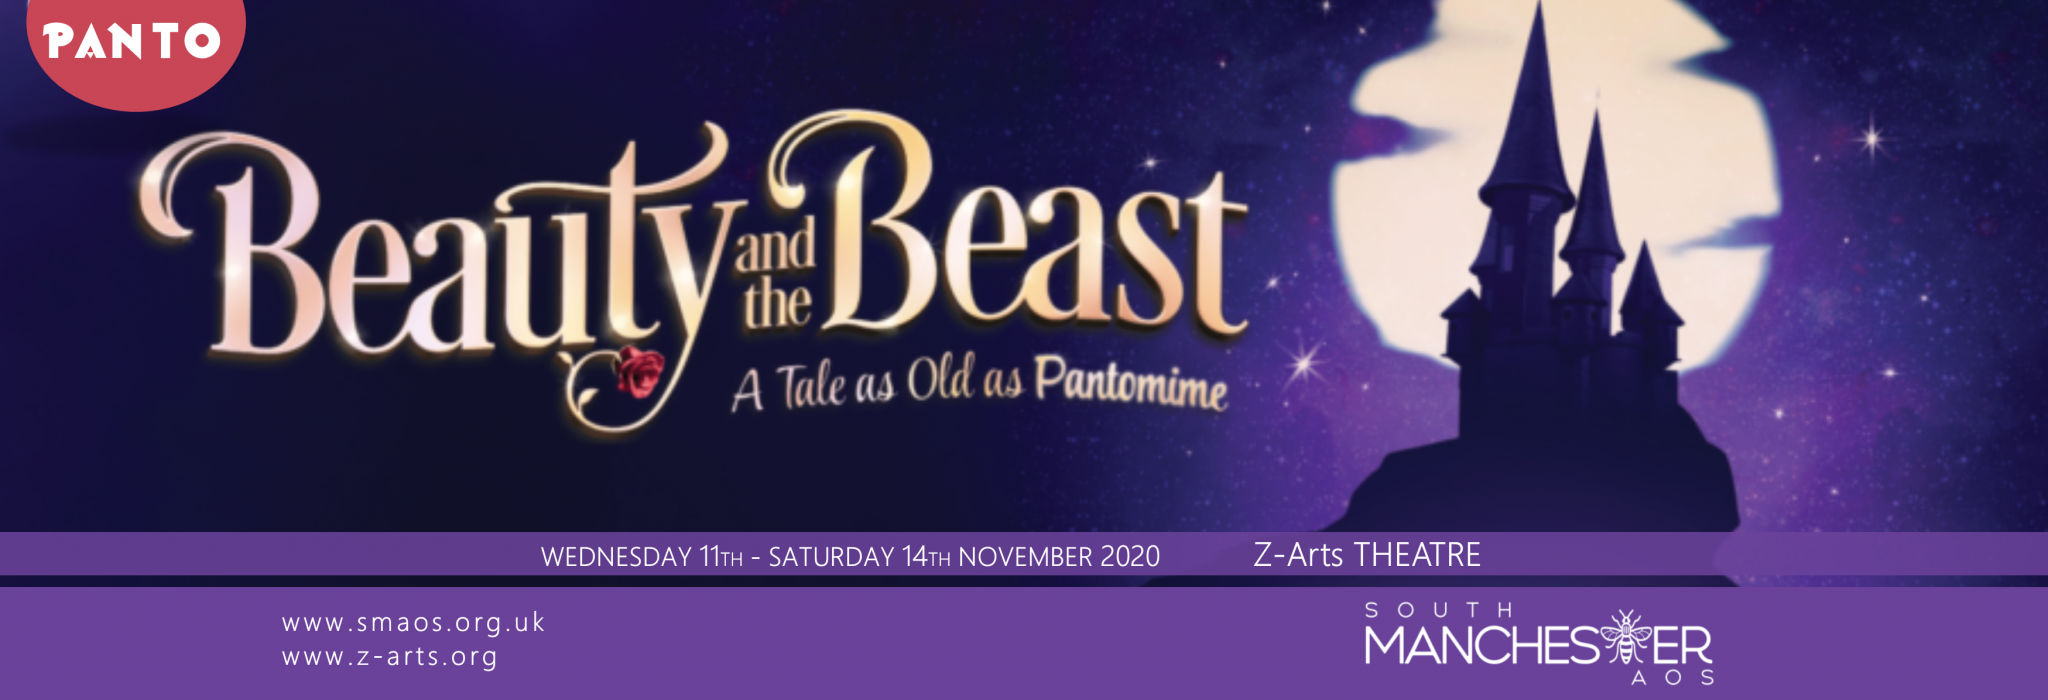 PANTO
Beauty and the Beast
A Tale as Old as Pantomime
WEDNESDAY 11TH - SATURDAY 14TH NOVEMBER 2020 Z-Arts THEATRE
www.smaos.org.uk
www.z-arts.org
SOUTH
MANCHESTER
AOS